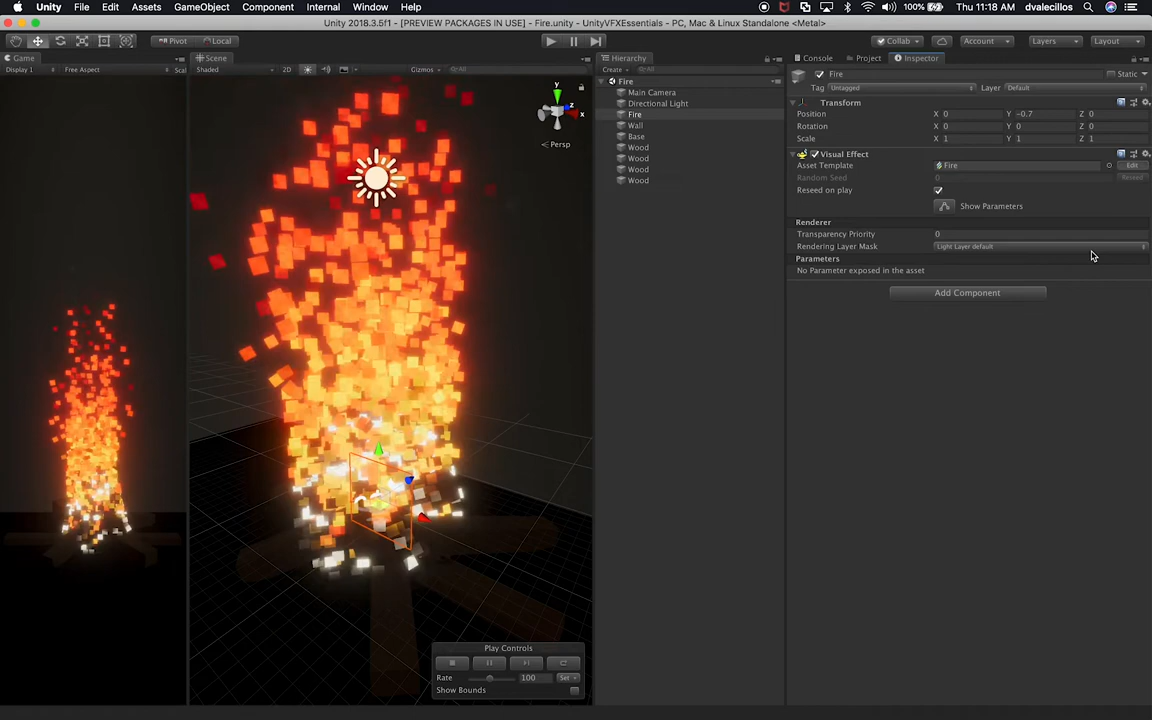 Unity File Edit Assets GameObject Component Internal Window Help 100% Thu 11:18 AM dvalecillos
Unity 2018.3.5f1 - [PREVIEW PACKAGES IN USE] - Fire.unity - UnityVFXEssentials - PC, Mac & Linux Standalone <Metal>
Pivot Local Collab Account Layers Layout
Game Scene Hierarchy Console Project Inspector
Display 1 Free Aspect Scal Shaded 2D Gizmos All Create All
Fire Static
Tag Untagged Layer Default
Fire
Main Camera
Directional Light
Fire
Wall
Base
Wood
Wood
Wood
Wood
Transform
Position X 0 Y -0.7 Z 0
Rotation X 0 Y 0 Z 0
Scale X 1 Y 1 Z 1
Visual Effect
Asset Template Fire Edit
Random Seed 0 Reseed
Reseed on play
Show Parameters
Renderer
Transparency Priority 0
Rendering Layer Mask Light Layer default
Parameters
No Parameter exposed in the asset
Add Component
y
z
x
Persp
Play Controls
Rate 100 Set
Show Bounds